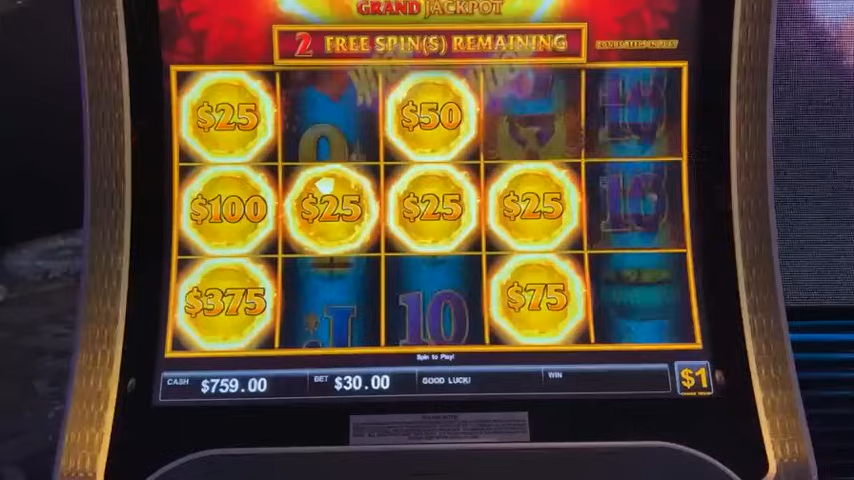 GRAND JACKPOT
2 FREE SPIN(S) REMAINING
$25 $50
$100 $25 $25 $25
$375 $75
O
10
J 10
Spin to Play!
CASH $759.00 BET $30.00 GOOD LUCK! WIN $1